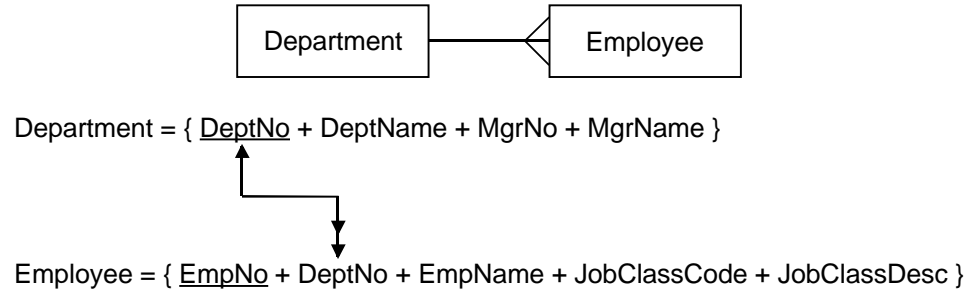 Department Employee
Department = { DeptNo + DeptName + MgrNo + MgrName }
Employee = { EmpNo + DeptNo + EmpName + JobClassCode + JobClassDesc }